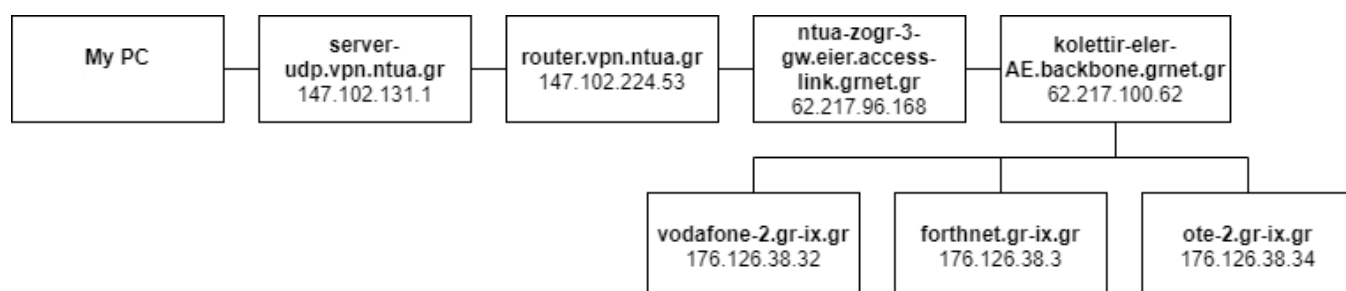 My PC
server-
udp.vpn.ntua.gr
147.102.131.1
router.vpn.ntua.gr
147.102.224.53
ntua-zogr-3-
gw.eier.access-
link.grnet.gr
62.217.96.168
kolettir-eler-
AE.backbone.grnet.gr
62.217.100.62
vodafone-2.gr-ix.gr
176.126.38.32
forthnet.gr-ix.gr
176.126.38.3
ote-2.gr-ix.gr
176.126.38.34